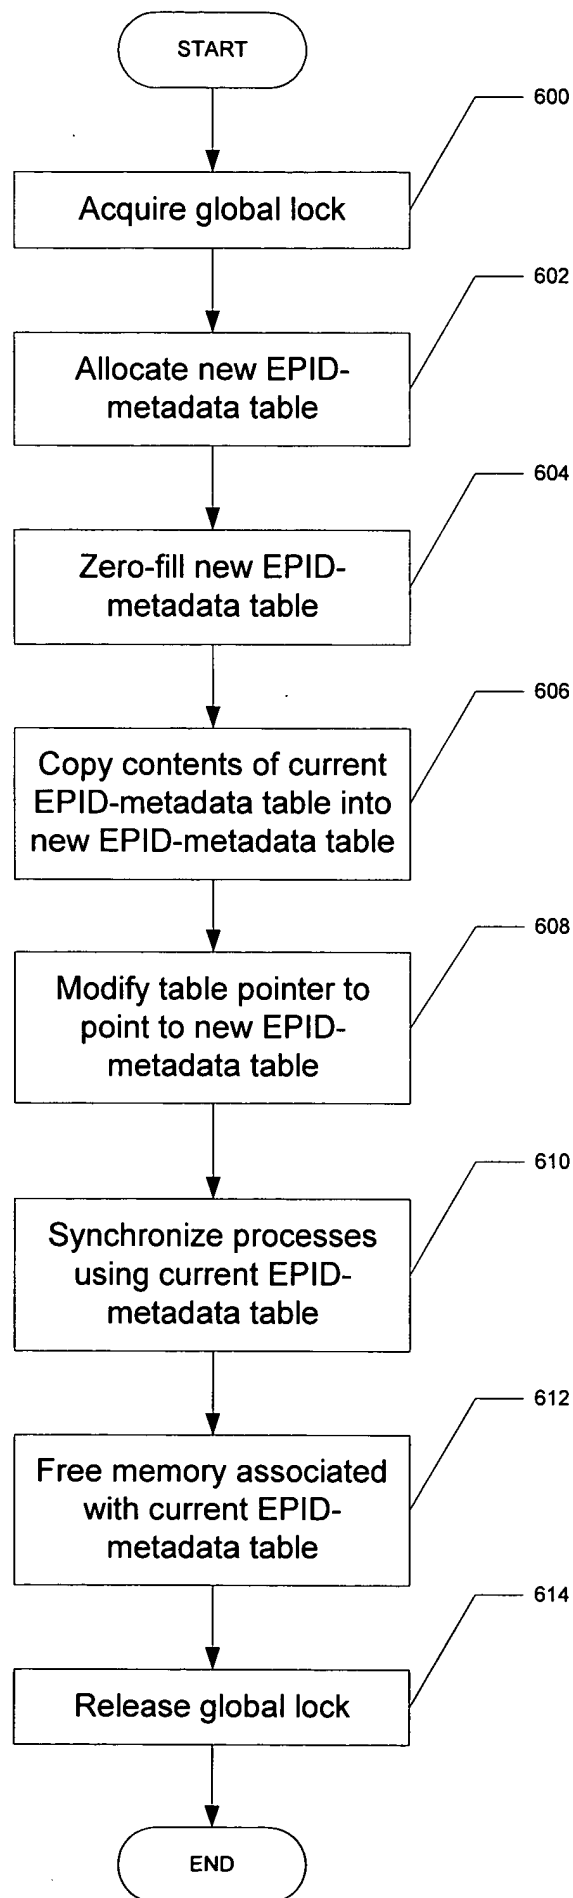 START
600
Acquire global lock
602
Allocate new EPID-
metadata table
604
Zero-fill new EPID-
metadata table
606
Copy contents of current
EPID-metadata table into
new EPID-metadata table
608
Modify table pointer to
point to new EPID-
metadata table
610
Synchronize processes
using current EPID-
metadata table
612
Free memory associated
with current EPID-
metadata table
614
Release global lock
END